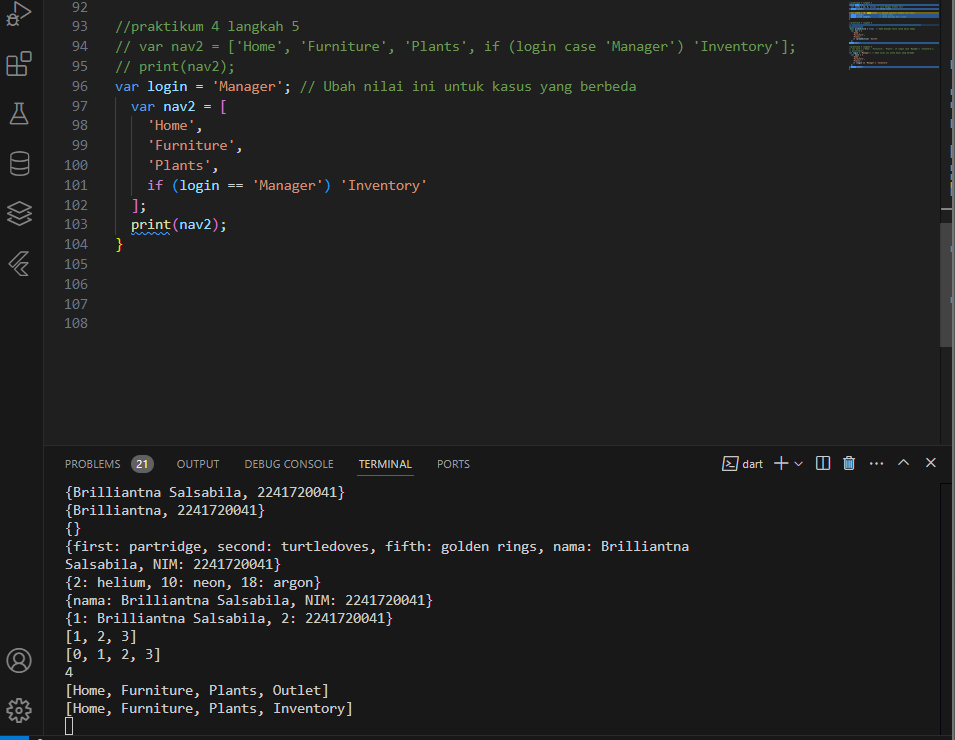 92
93 //praktikum 4 langkah 5
94 // var nav2 = ['Home', 'Furniture', 'Plants', if (login case 'Manager') 'Inventory'];
95 // print(nav2);
96 var login = 'Manager'; // Ubah nilai ini untuk kasus yang berbeda
97 var nav2 = [
98 'Home',
99 'Furniture',
100 'Plants',
101 if (login == 'Manager') 'Inventory'
102 ];
103 print(nav2);
104 }
105
106
107
108
PROBLEMS 21 OUTPUT DEBUG CONSOLE TERMINAL PORTS dart
{Brilliantna Salsabila, 2241720041}
{Brilliantna, 2241720041}
{}
{first: partridge, second: turtledoves, fifth: golden rings, nama: Brilliantna
Salsabila, NIM: 2241720041}
{2: helium, 10: neon, 18: argon}
{nama: Brilliantna Salsabila, NIM: 2241720041}
{1: Brilliantna Salsabila, 2: 2241720041}
[1, 2, 3]
[0, 1, 2, 3]
4
[Home, Furniture, Plants, Outlet]
[Home, Furniture, Plants, Inventory]